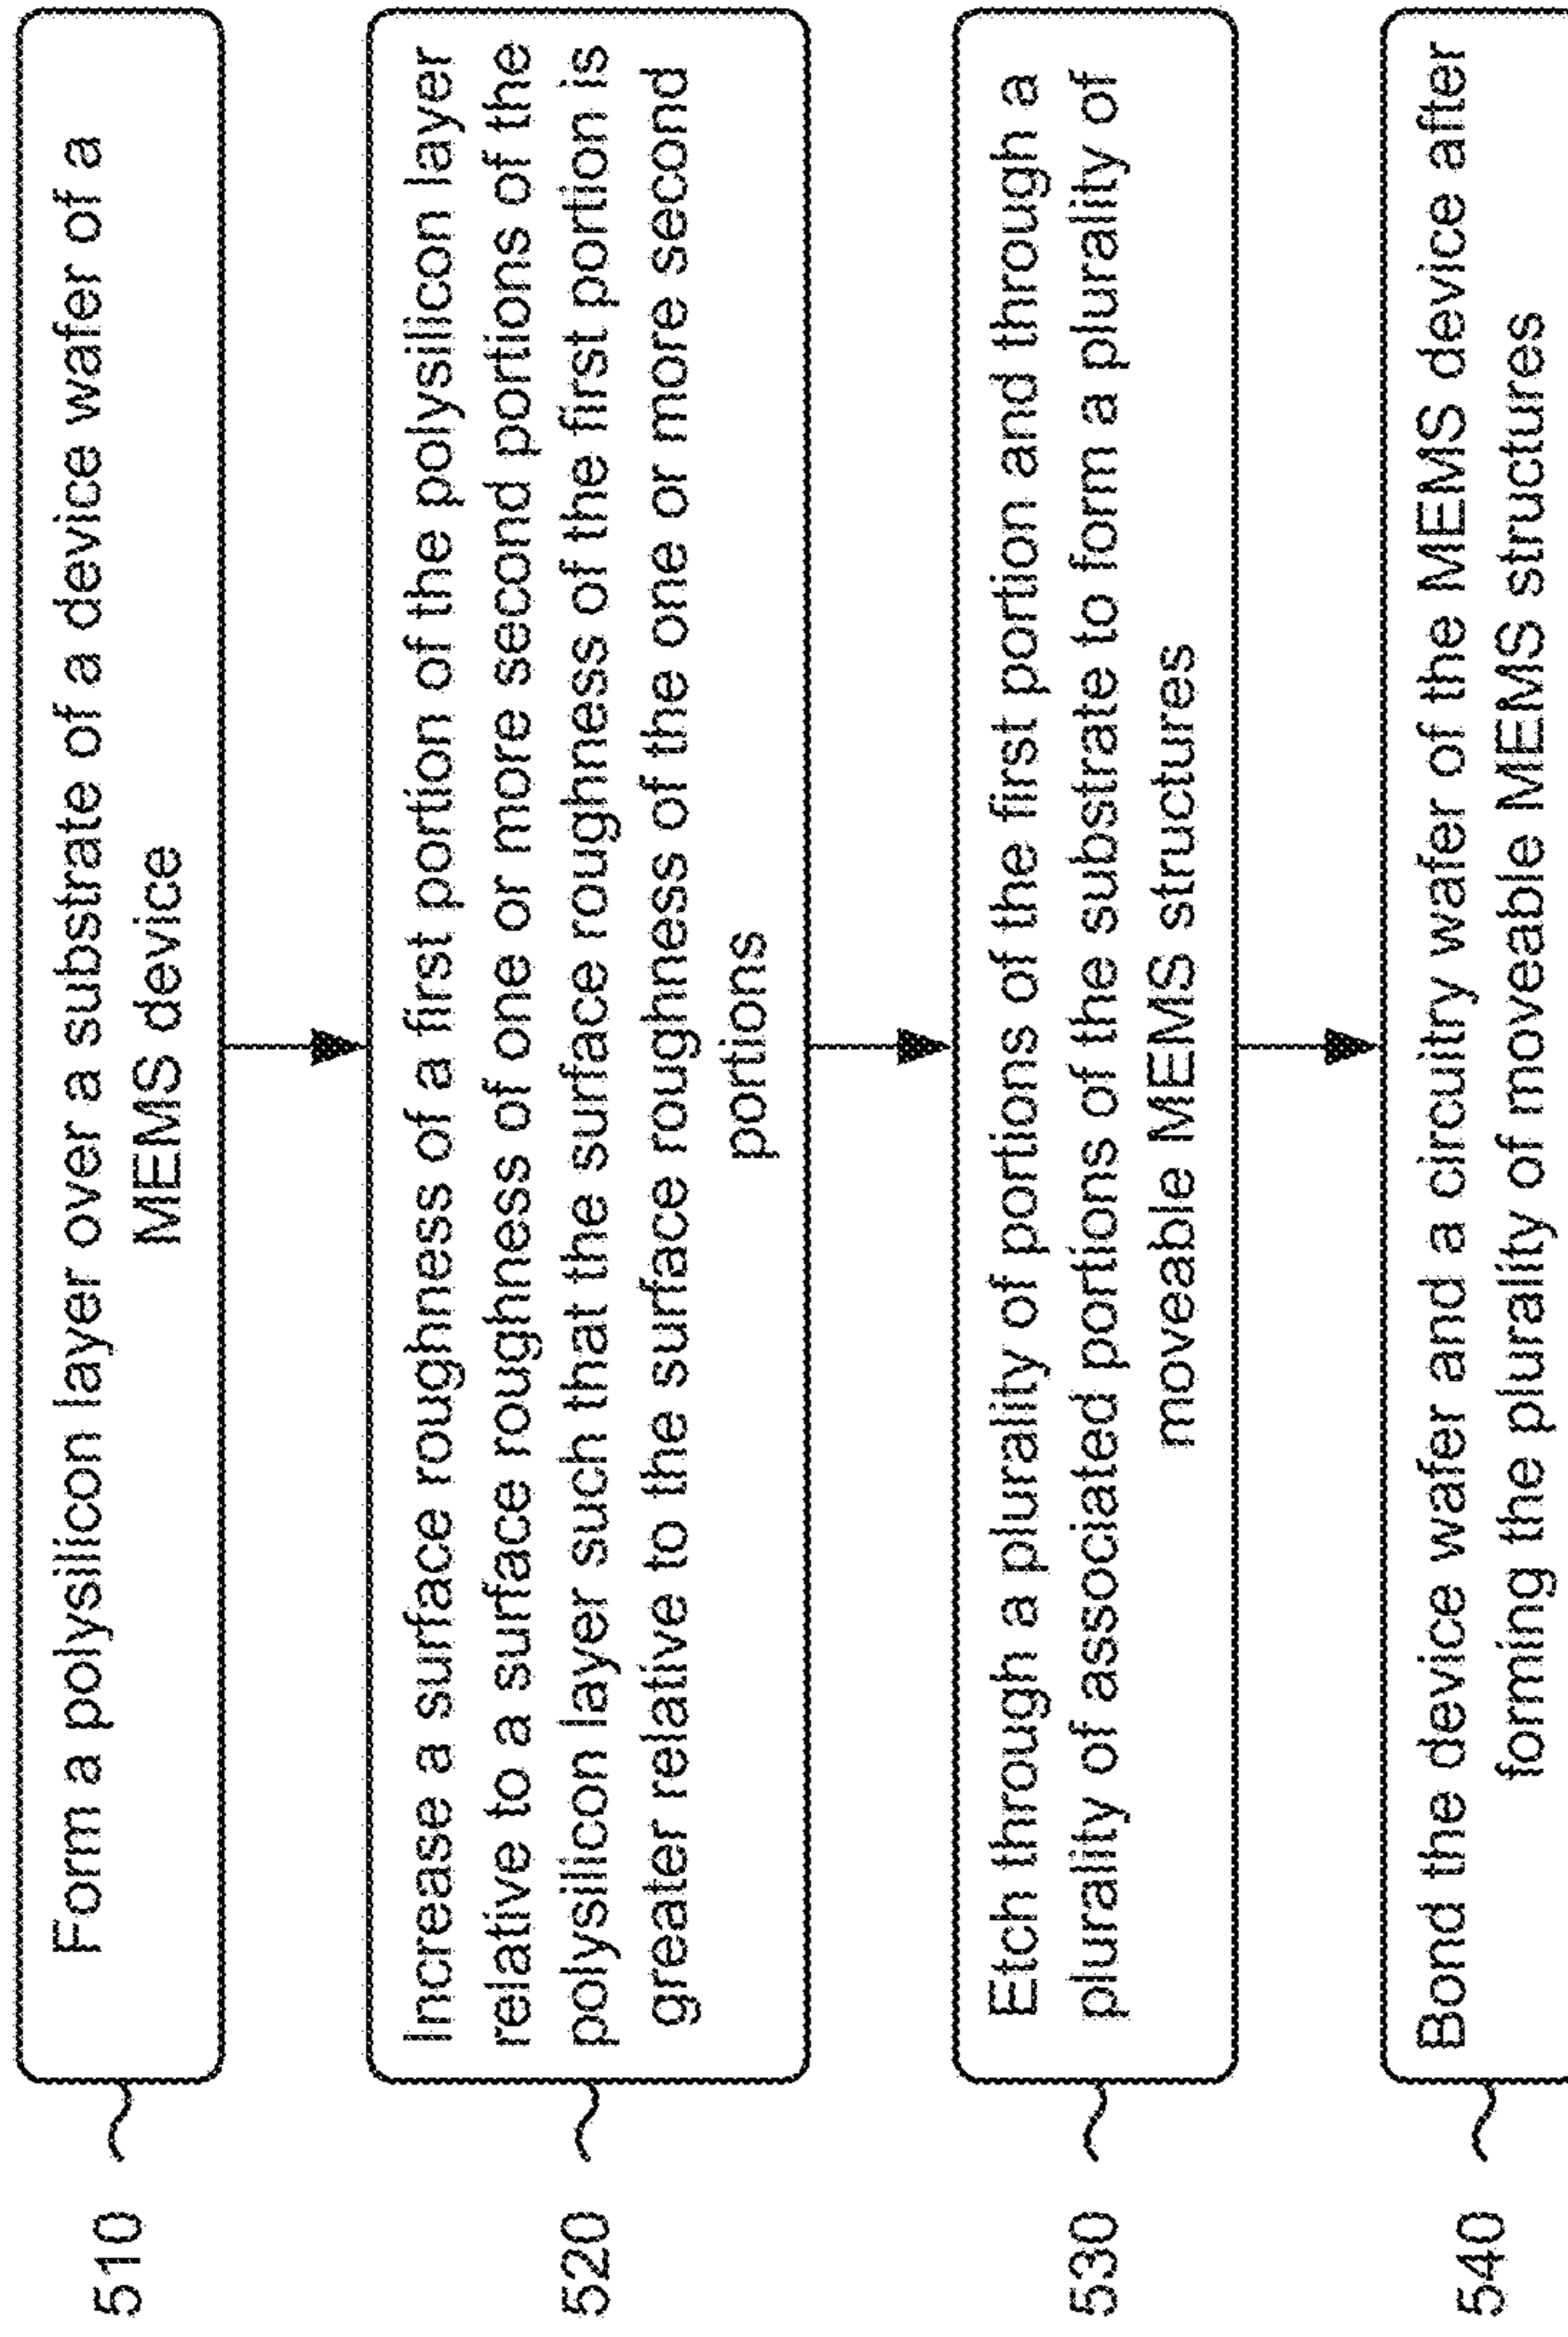 510
Form a polysilicon layer over a substrate of a device wafer of a
MEMS device
520
Increase a surface roughness of a first portion of the polysilicon layer
relative to a surface roughness of one or more second portions of the
polysilicon layer such that the surface roughness of the first portion is
greater relative to the surface roughness of the one or more second
portions
530
Etch through a plurality of portions of the first portion and through a
plurality of associated portions of the substrate to form a plurality of
moveable MEMS structures
540
Bond the device wafer and a circuitry wafer of the MEMS device after
forming the plurality of moveable MEMS structures